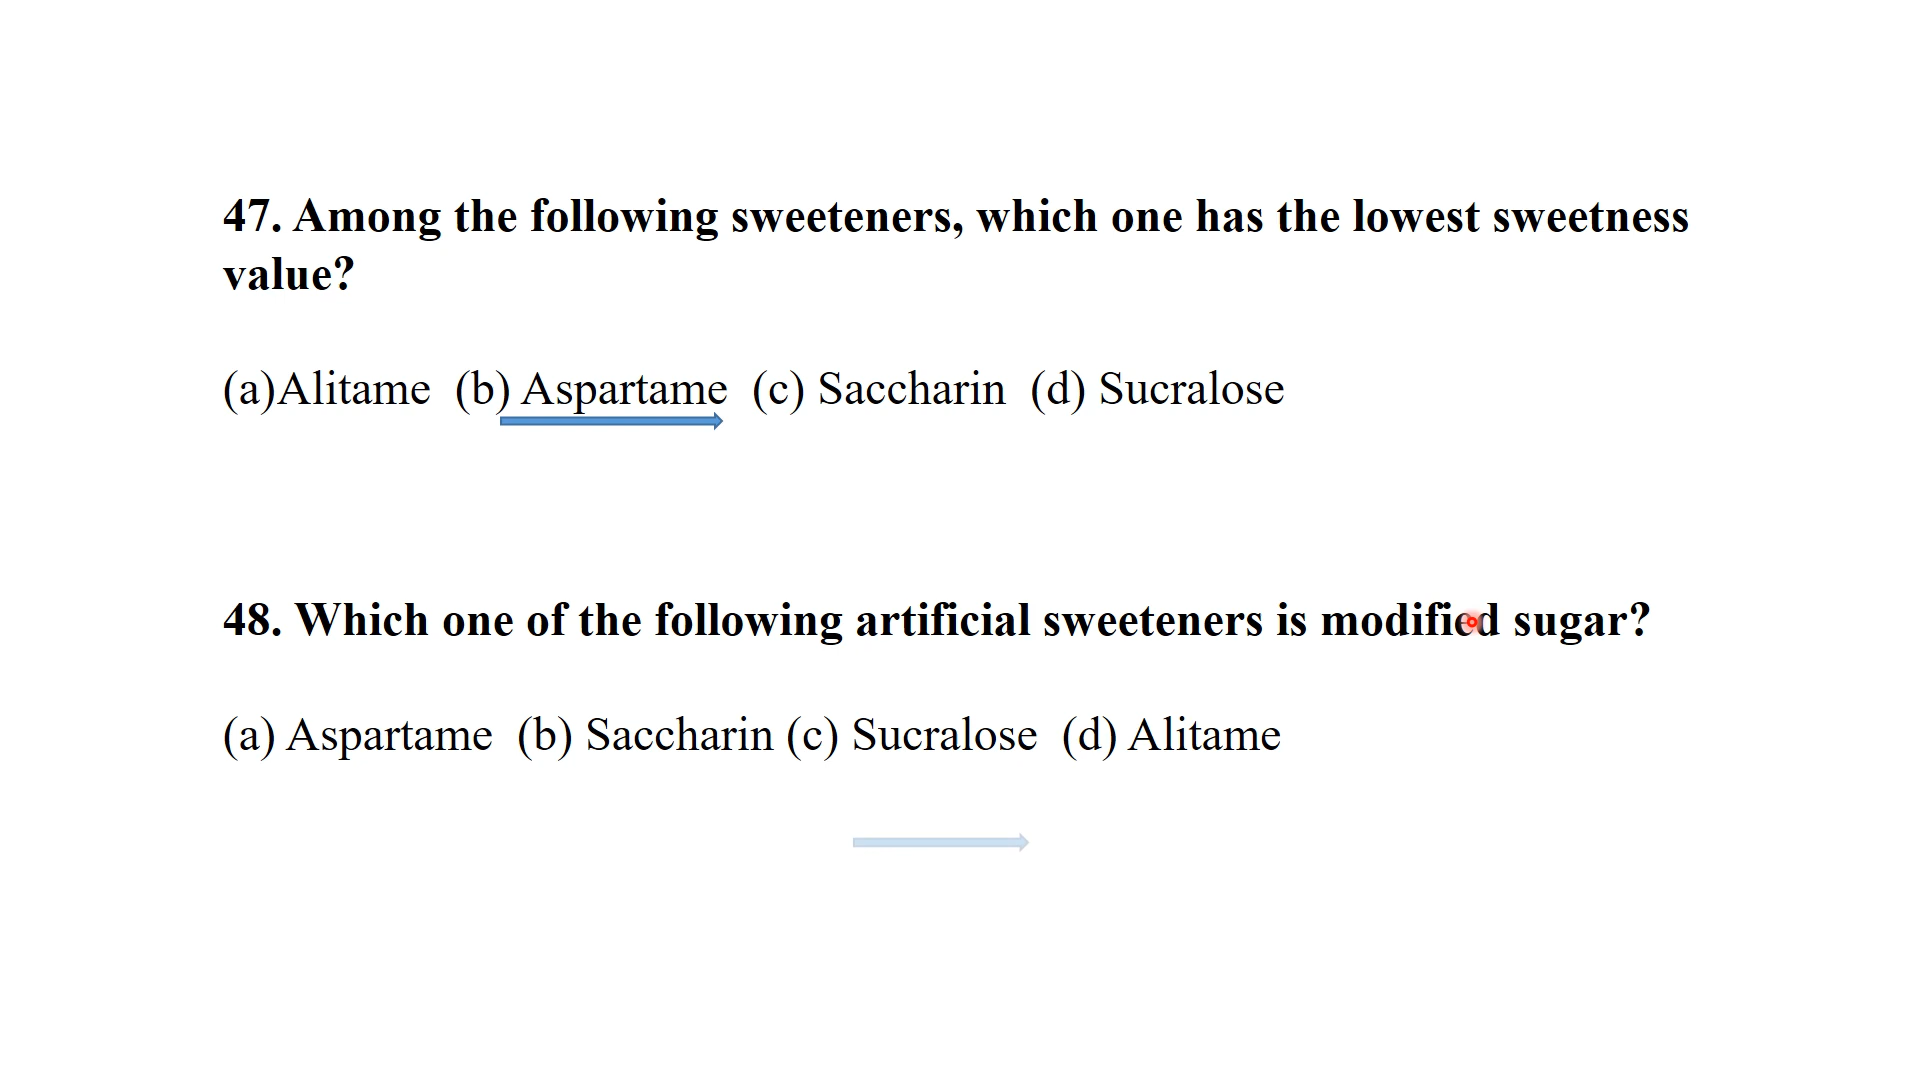 47. Among the following sweeteners, which one has the lowest sweetness
value?
(a)Alitame (b) Aspartame (c) Saccharin (d) Sucralose
48. Which one of the following artificial sweeteners is modified sugar?
(a) Aspartame (b) Saccharin (c) Sucralose (d) Alitame